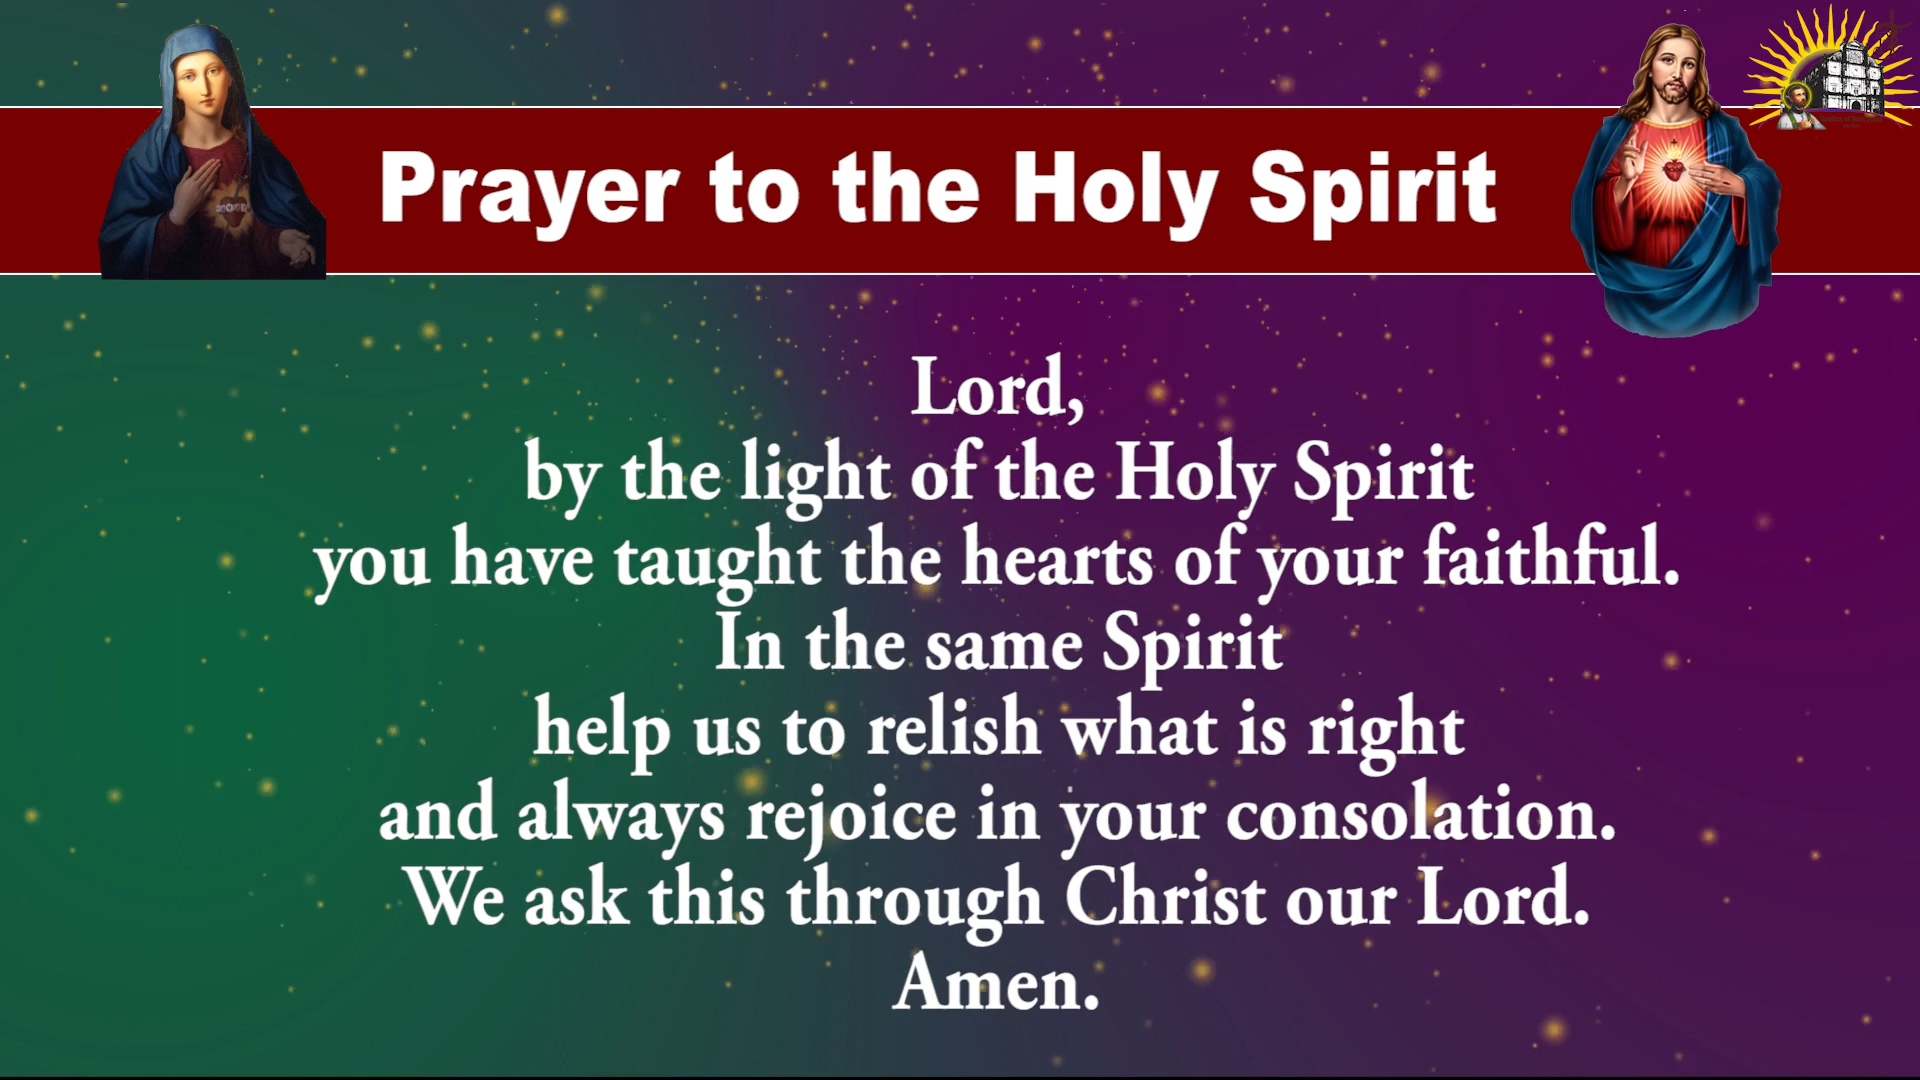 Prayer to the Holy Spirit
Lord,
by the light of the Holy Spirit
you have taught the hearts of your faithful.
In the same Spirit
help us to relish what is right
and always rejoice in your consolation.
We ask this through Christ our Lord.
Amen.